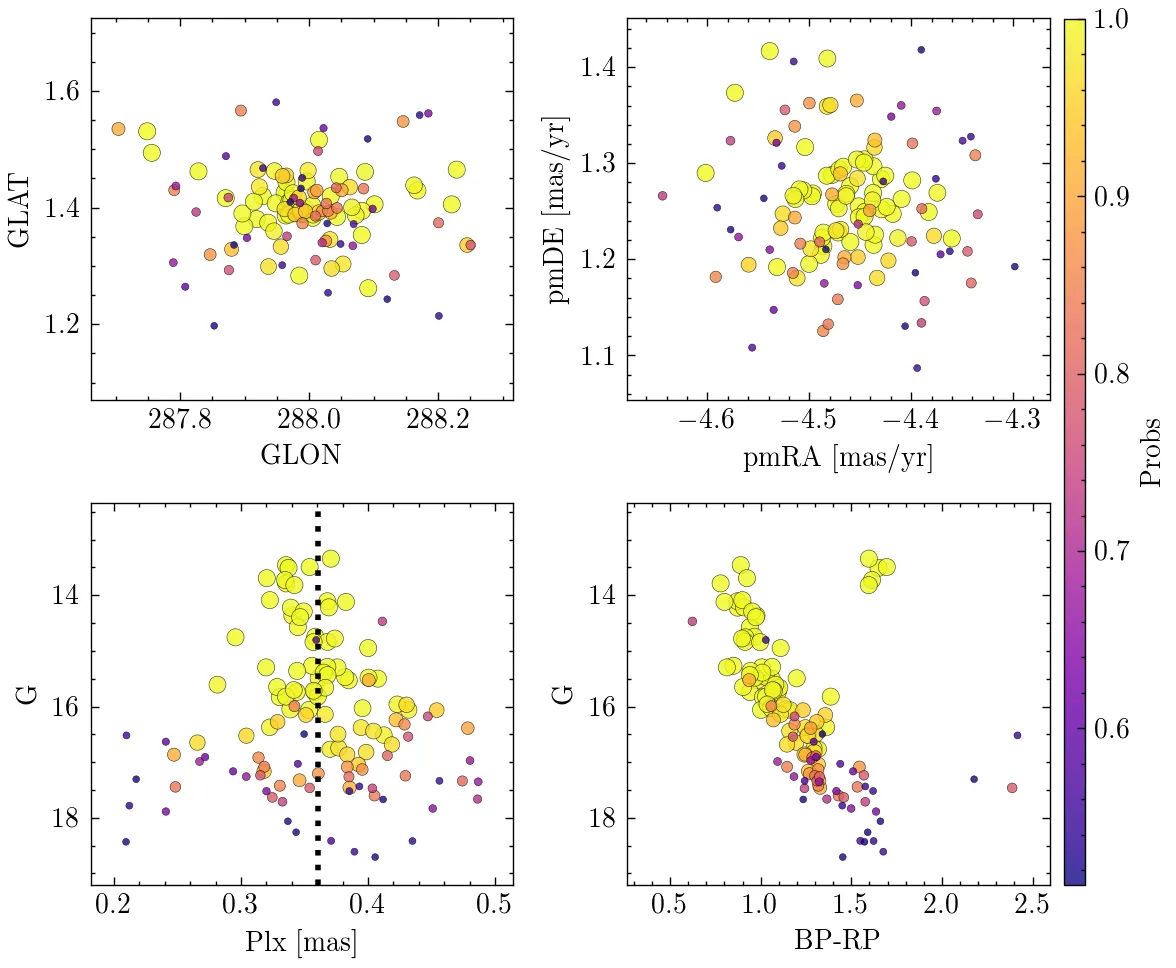 1.6
1.4
1.2
GLAT
287.8 288.0 288.2
GLON
1.4
1.3
1.2
1.1
pmDE [mas/yr]
−4.6 −4.5 −4.4 −4.3
pmRA [mas/yr]
1.0
0.9
0.8
0.7
0.6
Probs
14
16
18
G
0.2 0.3 0.4 0.5
Plx [mas]
14
16
18
G
0.5 1.0 1.5 2.0 2.5
BP-RP